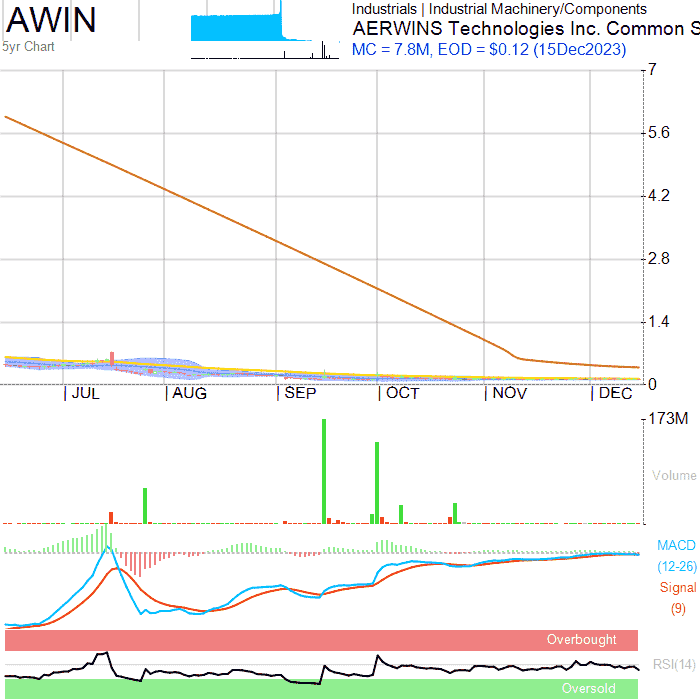 AWIN
5yr Chart
Industrials | Industrial Machinery/Components
AERWINS Technologies Inc. Common S
MC = 7.8M, EOD = $0.12 (15Dec2023)
7
5.6
4.2
2.8
1.4
0
JUL AUG SEP OCT NOV DEC
173M
Volume
MACD
(12-26)
Signal
(9)
Overbought
RSI(14)
Oversold